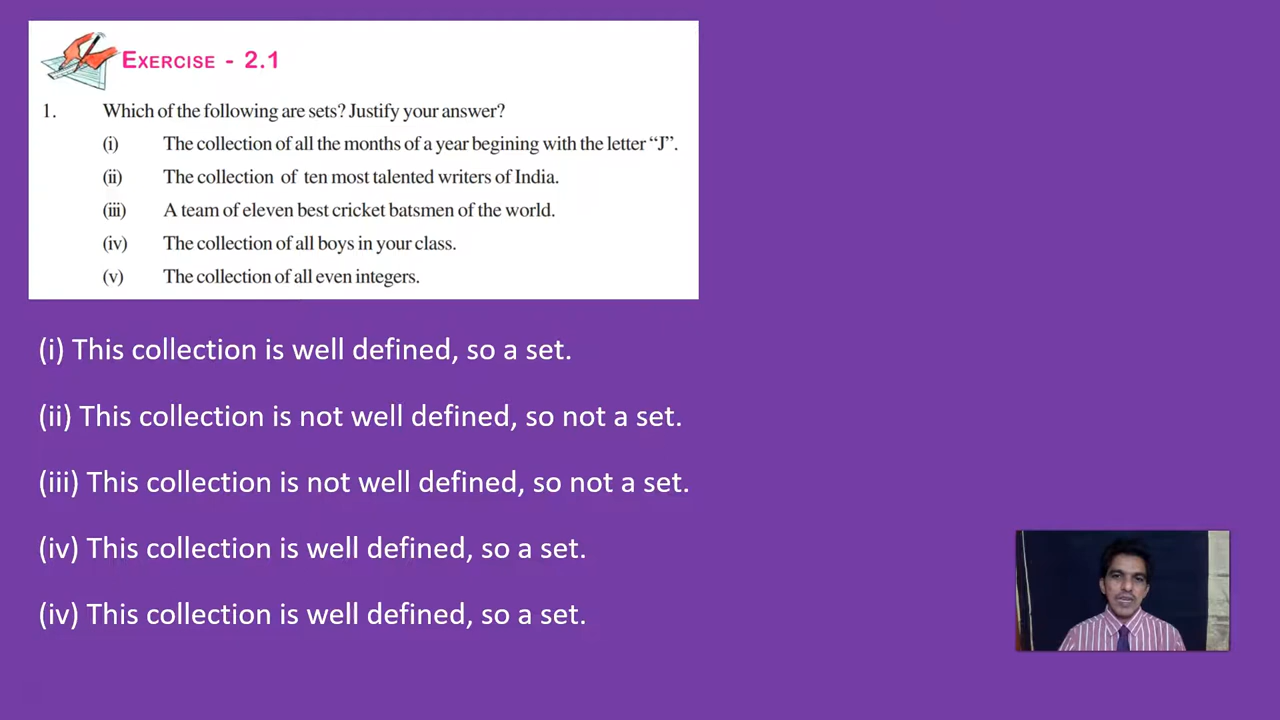 EXERCISE - 2.1
1. Which of the following are sets? Justify your answer?
(i) The collection of all the months of a year begining with the letter “J”.
(ii) The collection of ten most talented writers of India.
(iii) A team of eleven best cricket batsmen of the world.
(iv) The collection of all boys in your class.
(v) The collection of all even integers.
(i) This collection is well defined, so a set.
(ii) This collection is not well defined, so not a set.
(iii) This collection is not well defined, so not a set.
(iv) This collection is well defined, so a set.
(iv) This collection is well defined, so a set.